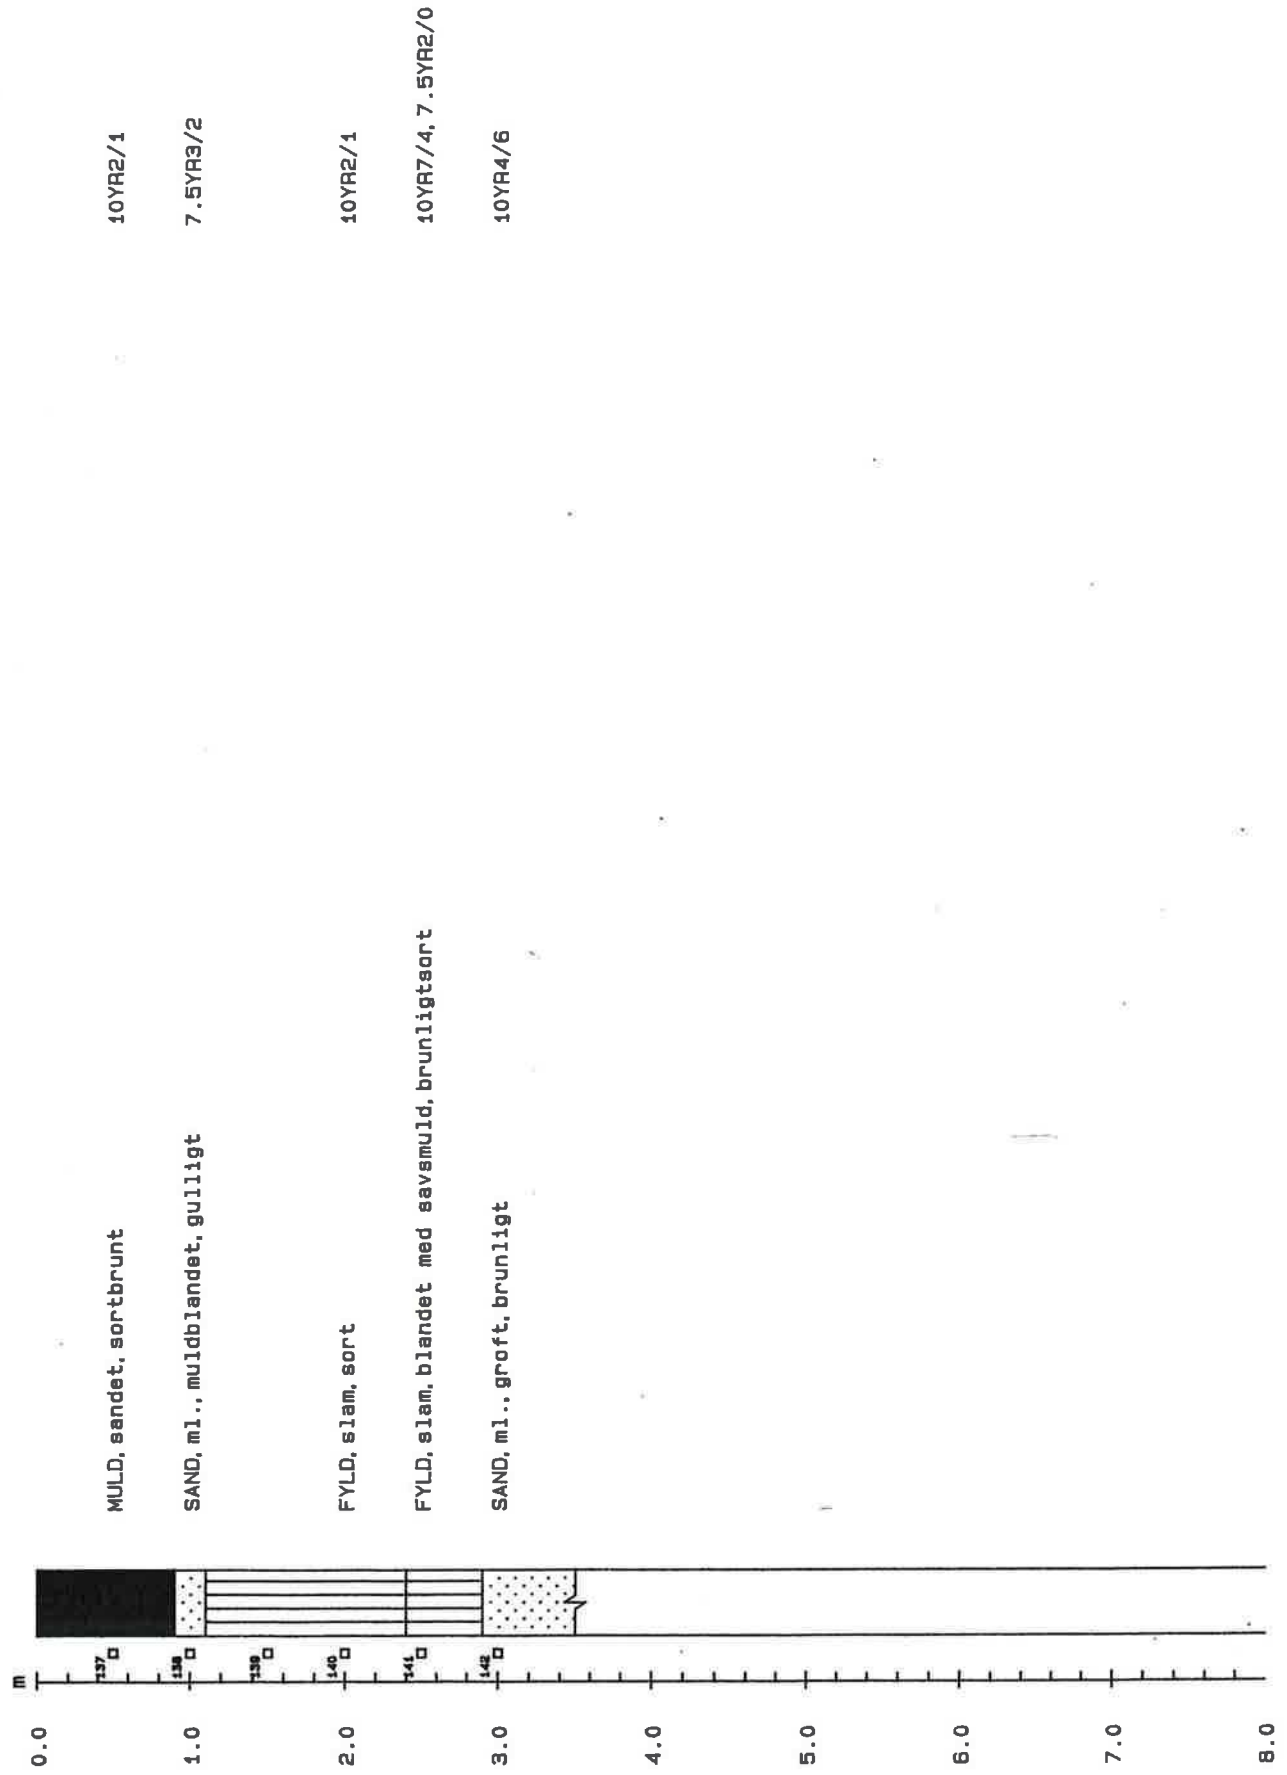 m
0.0
137
MULD, sandet, sortbrunt 10YR2/1
1.0
138
SAND, ml., muldblandet, gulligt 7.5YR3/2
139
2.0
140
FYLD, slam, sort 10YR2/1
141
FYLD, slam, blandet med savsmuld, brunligtsort 10YR7/4, 7.5YR2/0
3.0
142
SAND, ml., groft, brunligt 10YR4/6
4.0
5.0
6.0
7.0
8.0